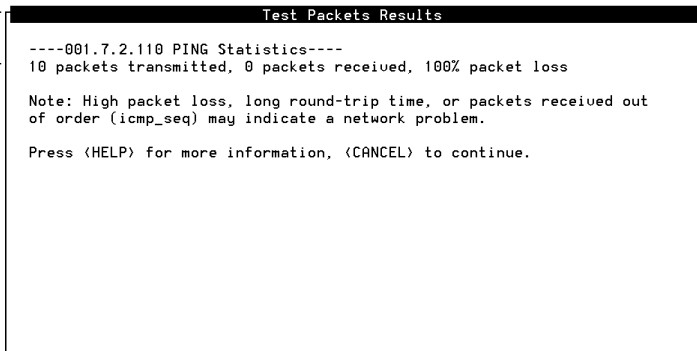 Test Packets Results
----001.7.2.110 PING Statistics----
10 packets transmitted, 0 packets received, 100% packet loss
Note: High packet loss, long round-trip time, or packets received out
of order (icmp_seq) may indicate a network problem.
Press <HELP> for more information, <CANCEL> to continue.